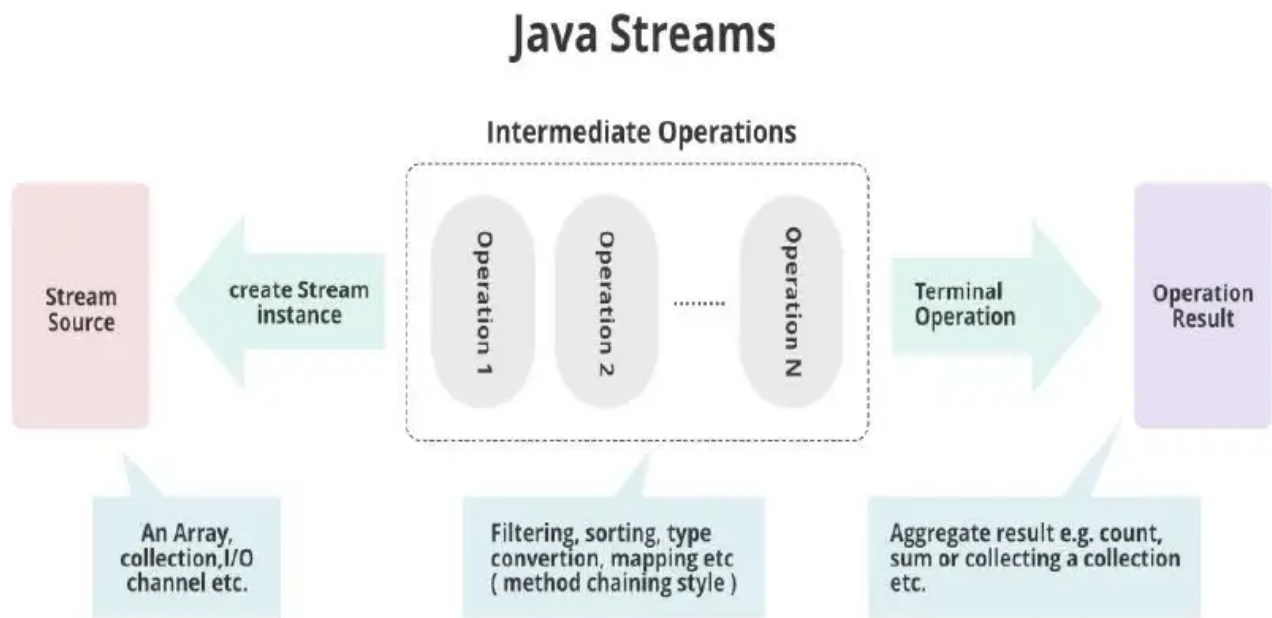 Java Streams
Intermediate Operations
Stream
Source
create Stream
instance
Operation 1
Operation 2
.........
Operation N
Terminal
Operation
Operation
Result
An Array,
collection,I/O
channel etc.
Filtering, sorting, type
convertion, mapping etc
( method chaining style )
Aggregate result e.g. count,
sum or collecting a collection
etc.